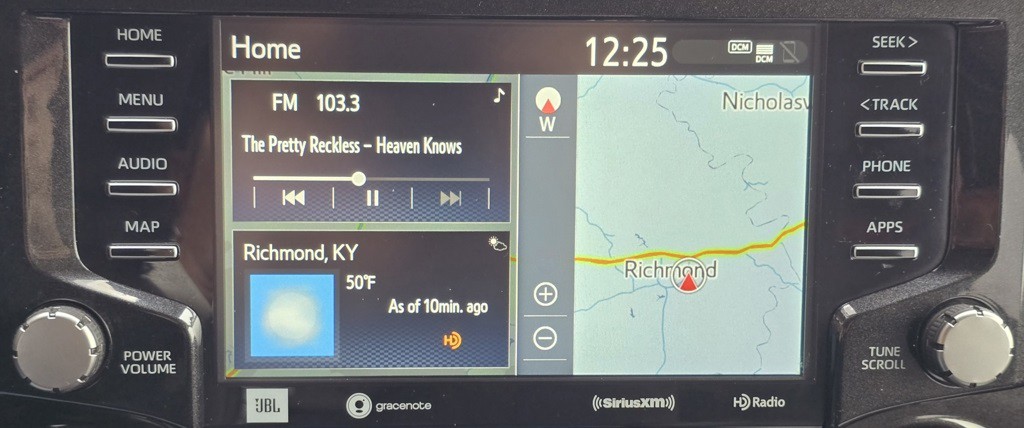 HOME
MENU
AUDIO
MAP
POWER
VOLUME
Home
12:25
DCM
DCM
FM 103.3
The Pretty Reckless – Heaven Knows
Richmond, KY
50°F
As of 10min. ago
HD
W
Nicholasv
Richmond
SEEK >
< TRACK
PHONE
APPS
TUNE
SCROLL
JBL
gracenote
((SiriusXM))
HD Radio